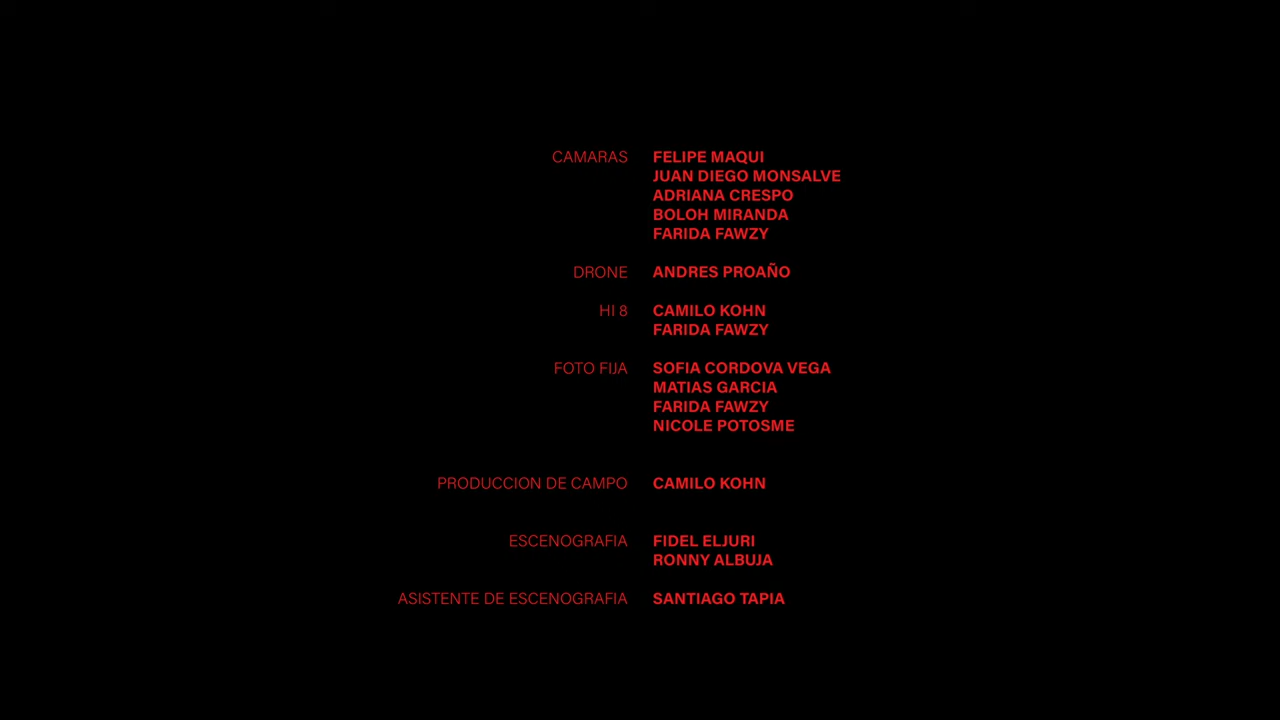 CAMARAS FELIPE MAQUI
JUAN DIEGO MONSALVE
ADRIANA CRESPO
BOLOH MIRANDA
FARIDA FAWZY
DRONE ANDRES PROAÑO
HI 8 CAMILO KOHN
FARIDA FAWZY
FOTO FIJA SOFIA CORDOVA VEGA
MATIAS GARCIA
FARIDA FAWZY
NICOLE POTOSME
PRODUCCION DE CAMPO CAMILO KOHN
ESCENOGRAFIA FIDEL ELJURI
RONNY ALBUJA
ASISTENTE DE ESCENOGRAFIA SANTIAGO TAPIA